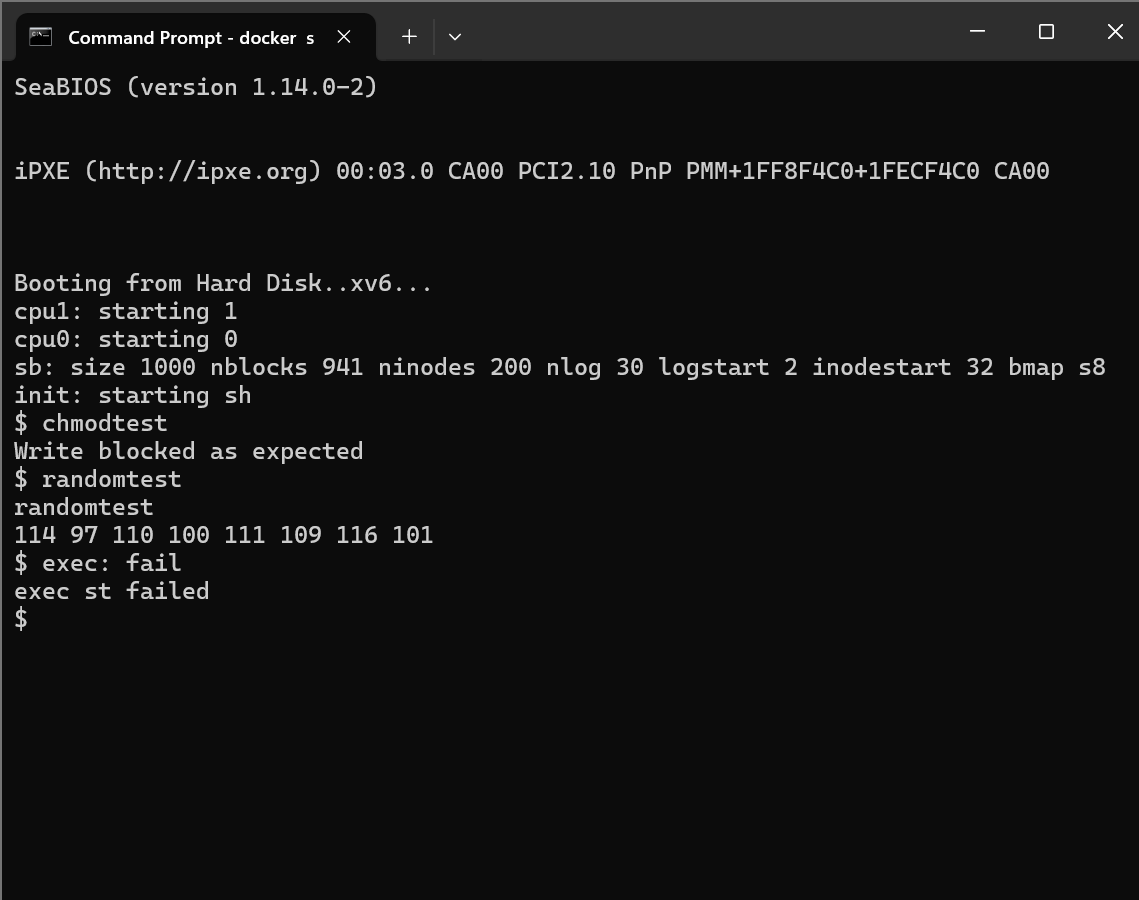 Command Prompt - docker s
SeaBIOS (version 1.14.0-2)
iPXE (http://ipxe.org) 00:03.0 CA00 PCI2.10 PnP PMM+1FF8F4C0+1FECF4C0 CA00
Booting from Hard Disk..xv6...
cpu1: starting 1
cpu0: starting 0
sb: size 1000 nblocks 941 ninodes 200 nlog 30 logstart 2 inodestart 32 bmap s8
init: starting sh
$ chmodtest
Write blocked as expected
$ randomtest
randomtest
114 97 110 100 111 109 116 101
$ exec: fail
exec st failed
$